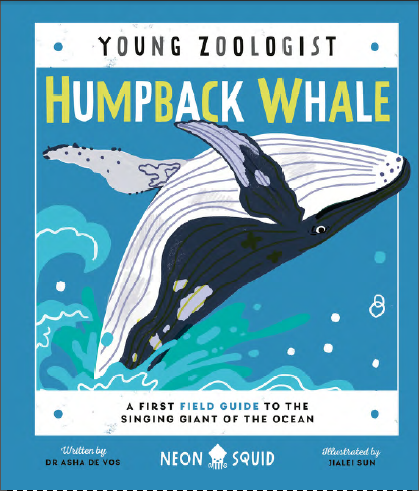 YOUNG ZOOLOGIST
HUMPBACK WHALE
A FIRST FIELD GUIDE TO THE
SINGING GIANT OF THE OCEAN
Written by
DR ASHA DE VOS
NEON SQUID
Illustrated by
JIALEI SUN